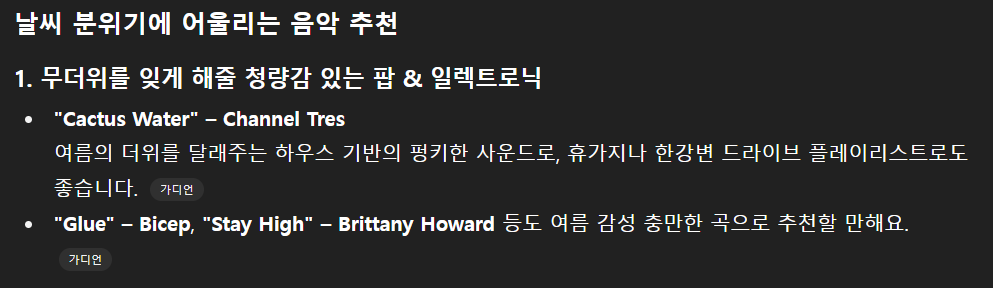 날씨 분위기에 어울리는 음악 추천
1. 무더위를 잊게 해줄 청량감 있는 팝 & 일렉트로닉
"Cactus Water" – Channel Tres
여름의 더위를 달래주는 하우스 기반의 펑키한 사운드로, 휴가지나 한강변 드라이브 플레이리스트로도
좋습니다. 가디언
"Glue" – Bicep, "Stay High" – Brittany Howard 등도 여름 감성 충만한 곡으로 추천할 만해요.
가디언